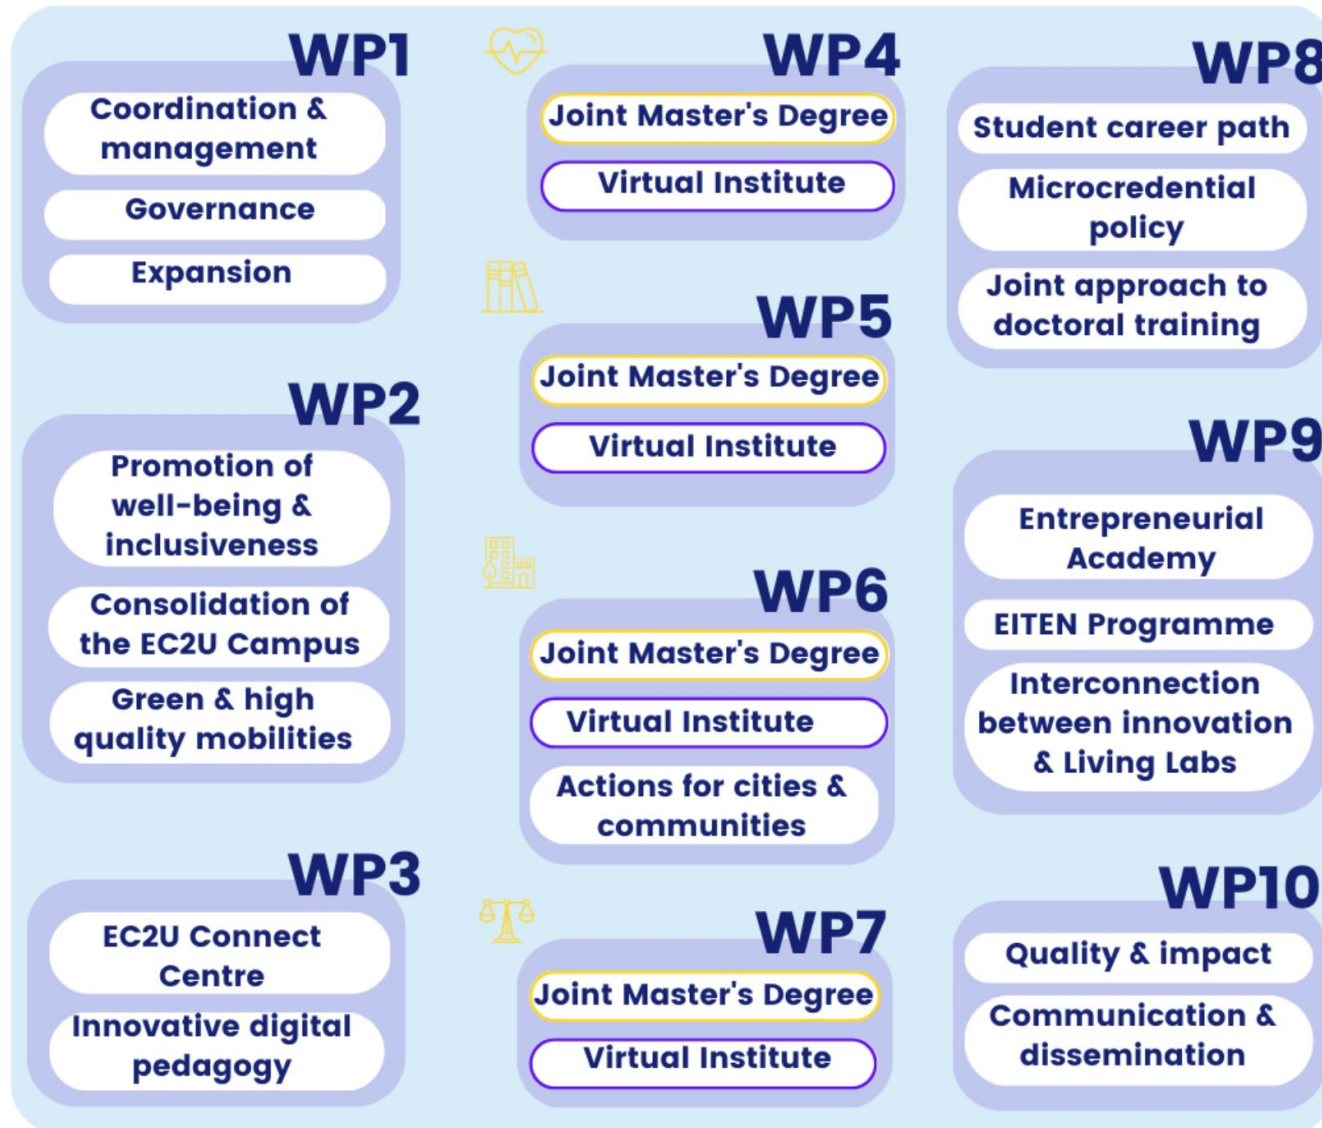 WP1
Coordination &
management
Governance
Expansion
WP2
Promotion of
well-being &
inclusiveness
Consolidation of
the EC2U Campus
Green & high
quality mobilities
WP3
EC2U Connect
Centre
Innovative digital
pedagogy
WP4
Joint Master's Degree
Virtual Institute
WP5
Joint Master's Degree
Virtual Institute
WP6
Joint Master's Degree
Virtual Institute
Actions for cities &
communities
WP7
Joint Master's Degree
Virtual Institute
WP8
Student career path
Microcredential
policy
Joint approach to
doctoral training
WP9
Entrepreneurial
Academy
EITEN Programme
Interconnection
between innovation
& Living Labs
WP10
Quality & impact
Communication &
dissemination